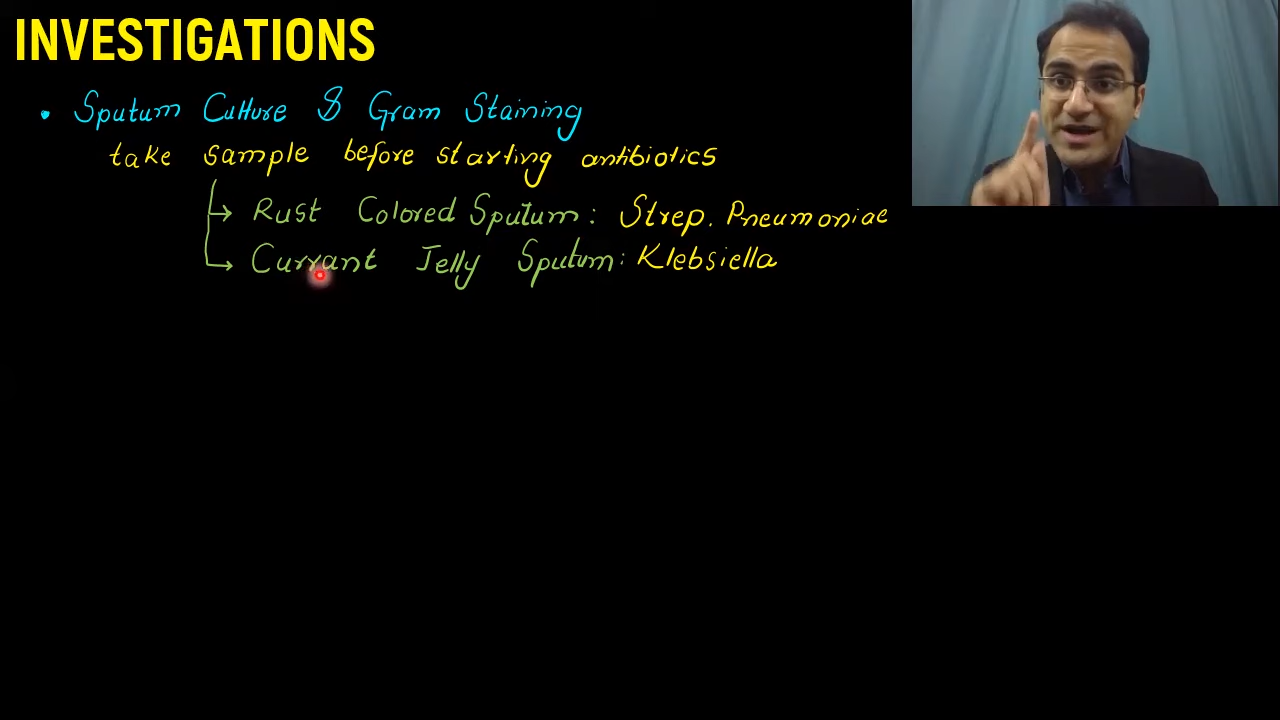 INVESTIGATIONS
• Sputum Culture & Gram Staining
take sample before starting antibiotics
→ Rust Colored Sputum: Strep. Pneumoniae
→ Currant Jelly Sputum: Klebsiella